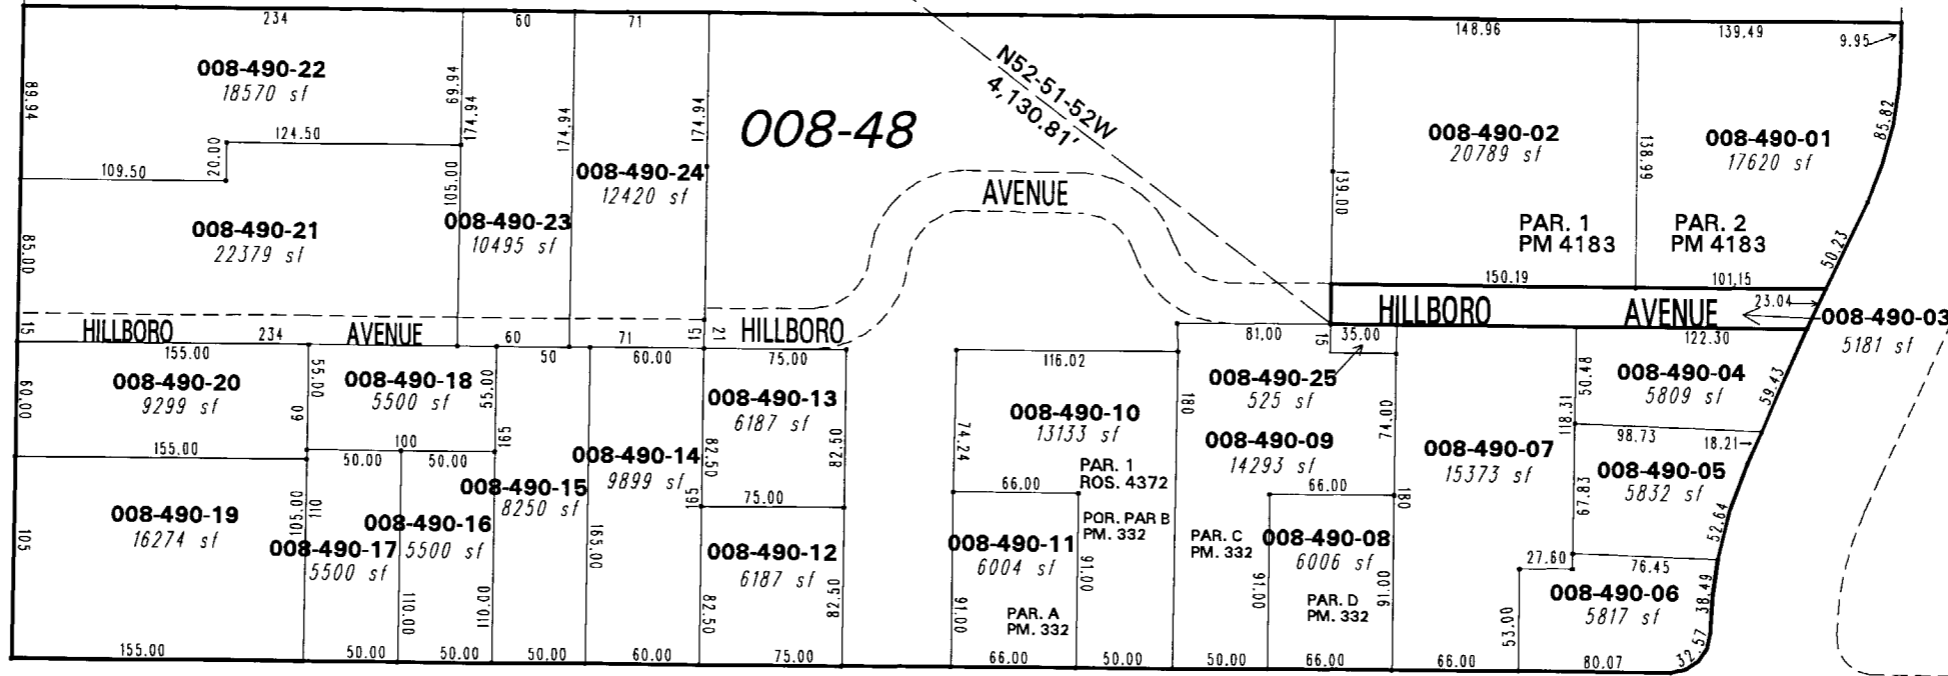 234
60
71
148.96
139.49
9.95
008-490-22
18570 sf
89.94
69.94
174.94
174.94
174.94
124.50
20.00
109.50
105.00
008-490-21
22379 sf
85.00
008-490-23
10495 sf
008-490-24
12420 sf
008-48
N52-51-52W
4,130.81'
AVENUE
139.00
008-490-02
20789 sf
138.99
008-490-01
17620 sf
85.82
PAR. 1
PM 4183
PAR. 2
PM 4183
50.23
150.19
101.15
15
HILLBORO
234
AVENUE
60
71
15
21
HILLBORO
HILLBORO
AVENUE
23.04
008-490-03
5181 sf
155.00
50
60.00
75.00
116.02
81.00
15
35.00
122.30
60.00
008-490-20
9299 sf
60
55.00
008-490-18
5500 sf
55.00
008-490-13
6187 sf
82.50
82.50
008-490-10
13133 sf
74.24
180
008-490-25
525 sf
74.00
008-490-09
14293 sf
118.31
50.48
008-490-04
5809 sf
59.43
155.00
100
50.00
50.00
165
008-490-14
9899 sf
008-490-15
8250 sf
165
75.00
66.00
PAR. 1
ROS. 4372
66.00
180
008-490-07
15373 sf
98.73
18.21
008-490-05
5832 sf
67.83
52.64
105
008-490-19
16274 sf
105.00
110
008-490-16
5500 sf
008-490-17
5500 sf
110.00
110.00
165.00
008-490-12
6187 sf
82.50
82.50
008-490-11
6004 sf
91.00
91.00
POR. PAR B
PM. 332
PAR. A
PM. 332
PAR. C
PM. 332
008-490-08
6006 sf
91.00
91.00
PAR. D
PM. 332
27.60
76.45
008-490-06
5817 sf
38.49
53.00
32.57
155.00
50.00
50.00
50.00
60.00
75.00
66.00
50.00
50.00
66.00
66.00
80.07